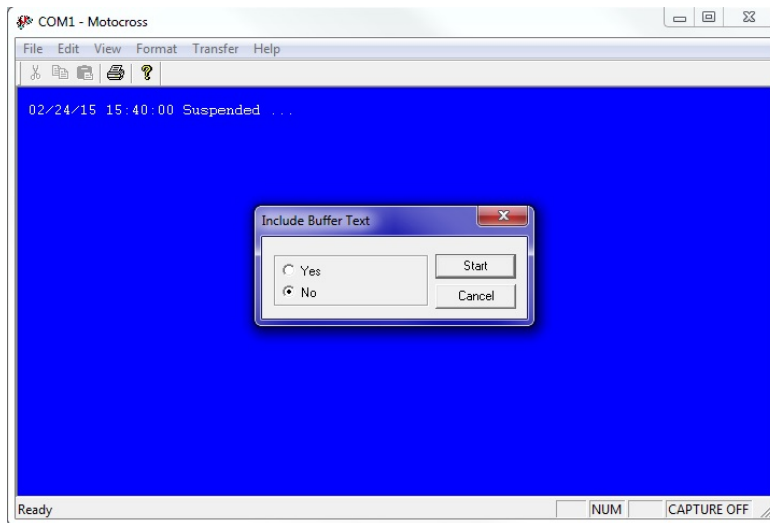 COM1 - Motocross
File Edit View Format Transfer Help
02/24/15 15:40:00 Suspended ...
Include Buffer Text
Yes
Start
No
Cancel
Ready
NUM
CAPTURE OFF